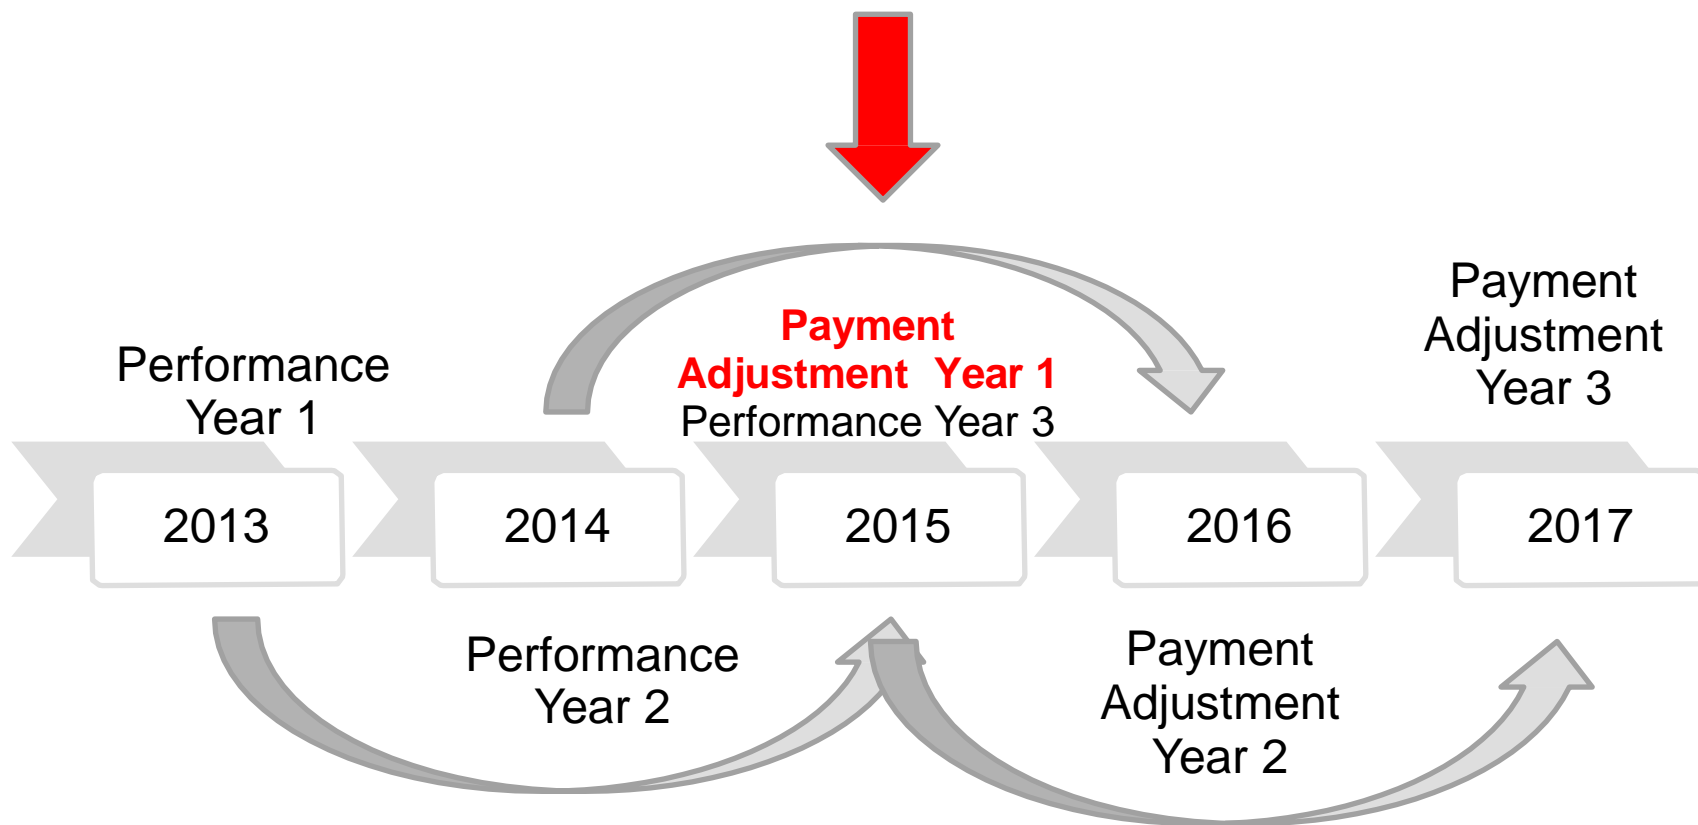 Performance
Year 1
Payment
Adjustment Year 1
Performance Year 3
Payment
Adjustment
Year 3
2013
2014
2015
2016
2017
Performance
Year 2
Payment
Adjustment
Year 2